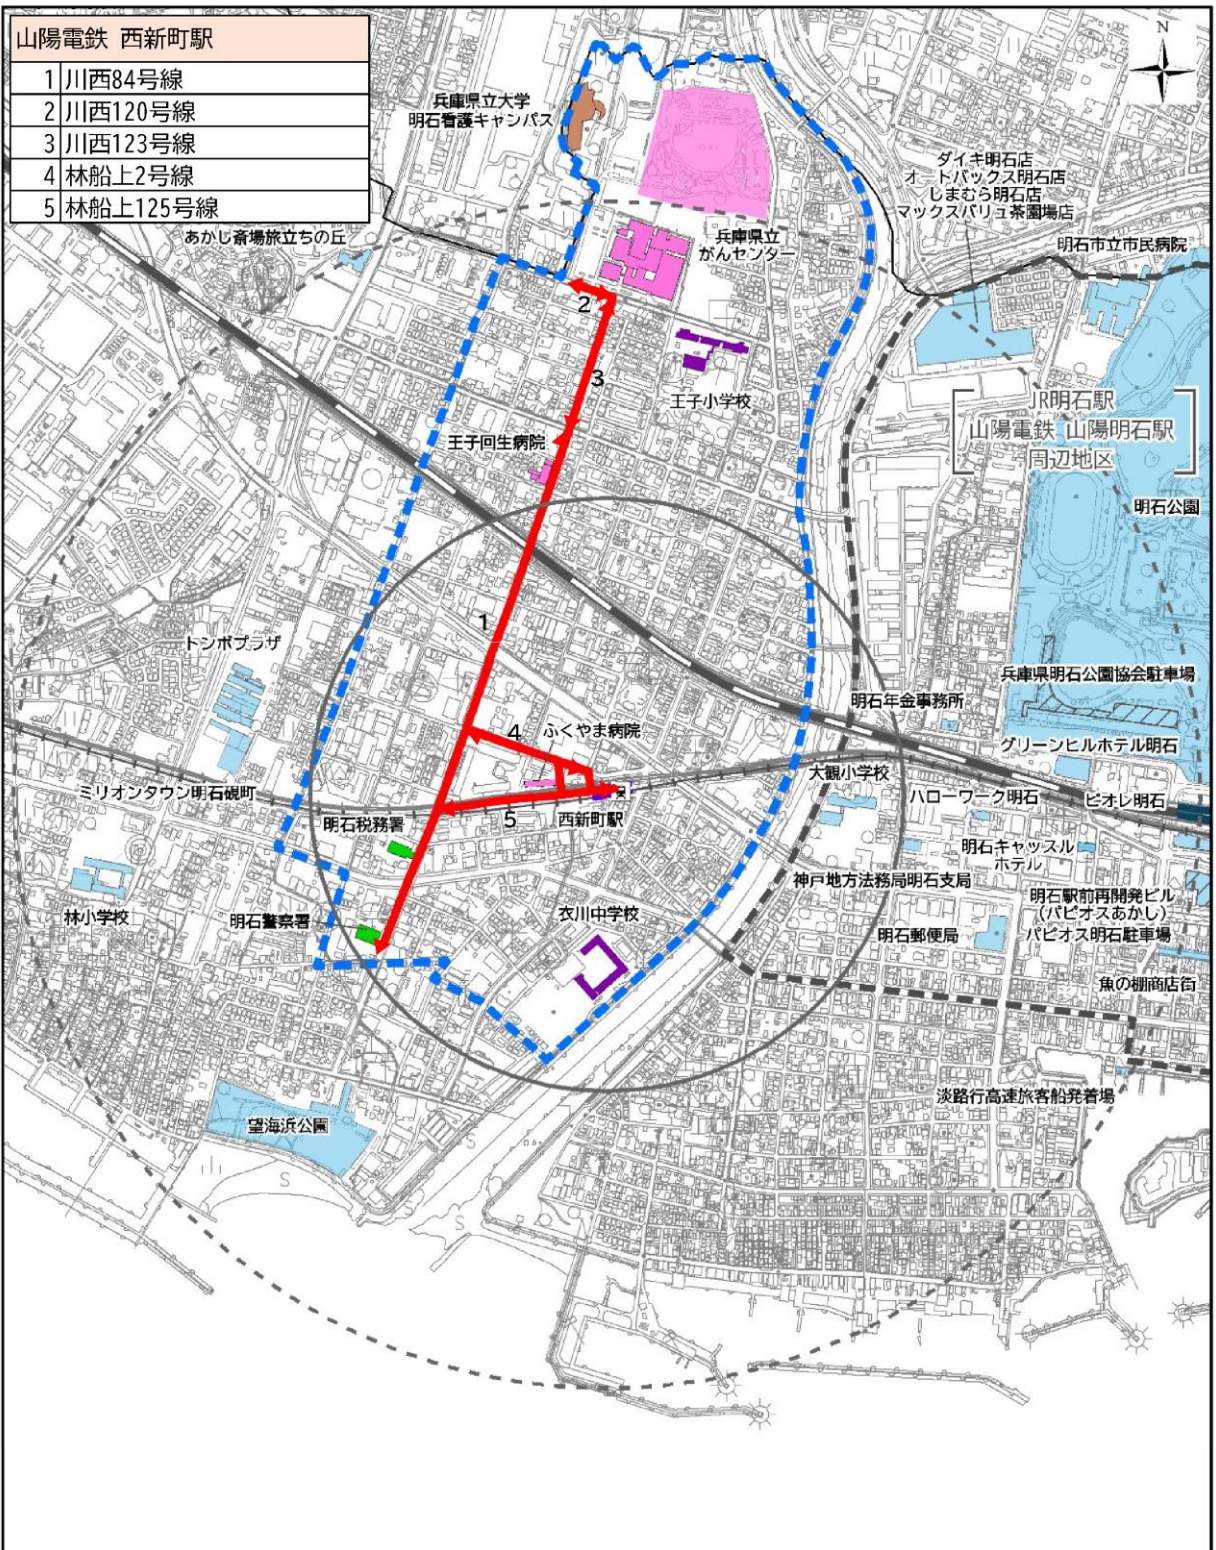 山陽電鉄 西新町駅
1 川西84号線
2 川西120号線
3 川西123号線
4 林船上2号線
5 林船上125号線
N
兵庫県立大学
明石看護キャンパス
ダイキ明石店
オートバックス明石店
しまむら明石店
マックスバリュ茶園場店
あかし斎場旅立ちの丘
兵庫県立
がんセンター
明石市立市民病院
2
3
王子小学校
JR明石駅
山陽電鉄 山陽明石駅
周辺地区
王子回生病院
明石公園
1
トンボプラザ
兵庫県明石公園協会駐車場
明石年金事務所
4
ふくやま病院
グリーンヒルホテル明石
大観小学校
ミリオンタウン明石硯町
ハローワーク明石
ピオレ明石
5
西新町駅
明石税務署
明石キャッスル
ホテル
神戸地方法務局明石支局
明石駅前再開発ビル
(パピオスあかし)
パピオス明石駐車場
林小学校
明石警察署
衣川中学校
明石郵便局
魚の棚商店街
淡路行高速旅客船発着場
望海浜公園
S
S
S
S